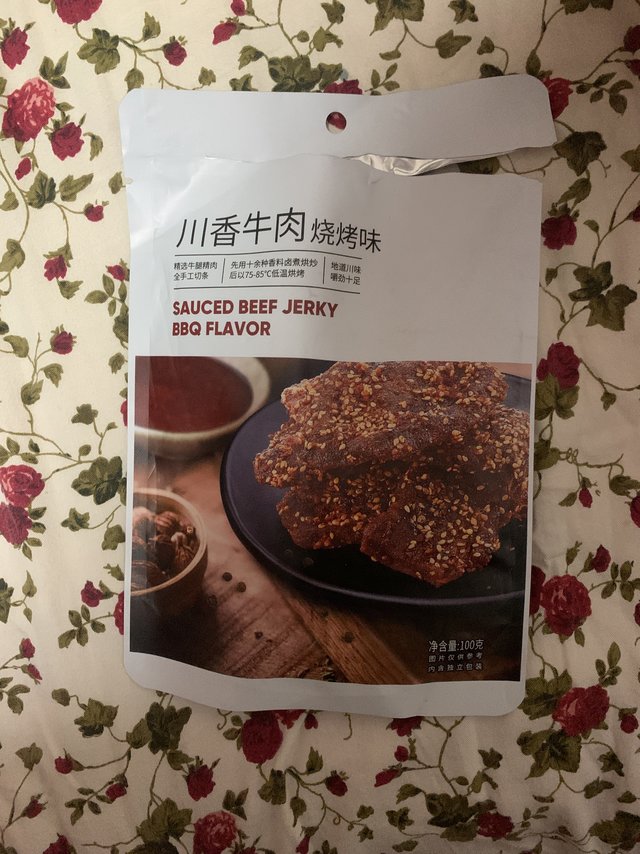 川香牛肉 烧烤味
精选牛腿精肉
全手工切条
先用十余种香料卤煮烘炒
后以75-85℃低温烘烤
地道川味
嚼劲十足
SAUCED BEEF JERKY
BBQ FLAVOR
净含量:100克
图片仅供参考
内含独立包装